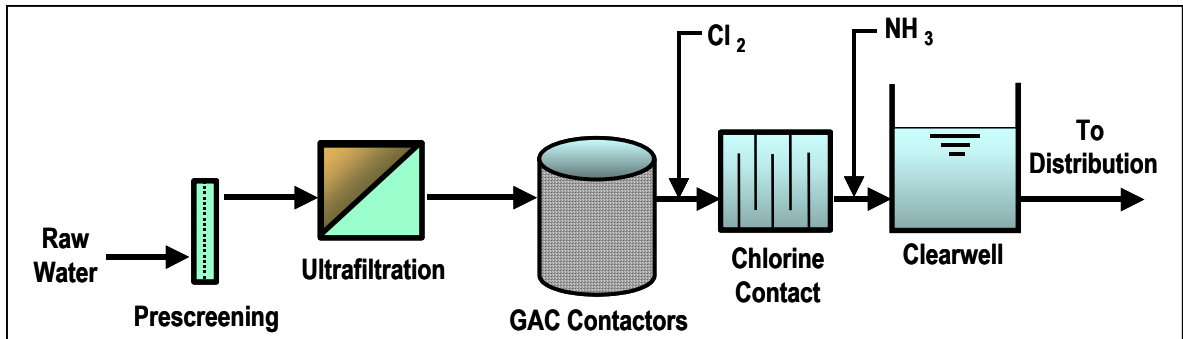 Raw
Water
Prescreening
Ultrafiltration
GAC Contactors
Cl 2
Chlorine
Contact
NH 3
Clearwell
To
Distribution